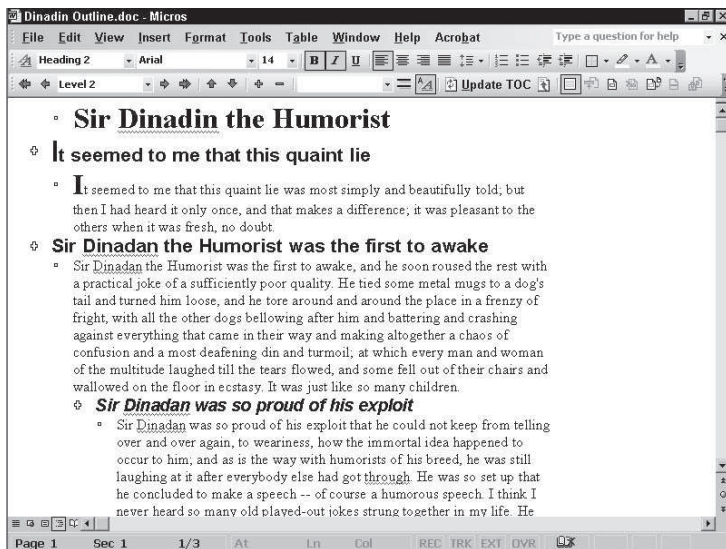 Dinadin Outline.doc - Micros
File Edit View Insert Format Tools Table Window Help Acrobat Type a question for help
Heading 2 Arial 14 B I U A
Level 2 Update TOC
Sir Dinadin the Humorist
It seemed to me that this quaint lie
It seemed to me that this quaint lie was most simply and beautifully told; but
then I had heard it only once, and that makes a difference; it was pleasant to the
others when it was fresh, no doubt.
Sir Dinadan the Humorist was the first to awake
Sir Dinadan the Humorist was the first to awake, and he soon roused the rest with
a practical joke of a sufficiently poor quality. He tied some metal mugs to a dog's
tail and turned him loose, and he tore around and around the place in a frenzy of
fright, with all the other dogs bellowing after him and battering and crashing
against everything that came in their way and making altogether a chaos of
confusion and a most deafening din and turmoil; at which every man and woman
of the multitude laughed till the tears flowed, and some fell out of their chairs and
wallowed on the floor in ecstasy. It was just like so many children.
Sir Dinadan was so proud of his exploit
Sir Dinadan was so proud of his exploit that he could not keep from telling
over and over again, to weariness, how the immortal idea happened to
occur to him; and as is the way with humorists of his breed, he was still
laughing at it after everybody else had got through. He was so set up that
he concluded to make a speech -- of course a humorous speech. I think I
never heard so many old played-out jokes strung together in my life. He
Page 1 Sec 1 1/3 At Ln Col REC TRK EXT OVR